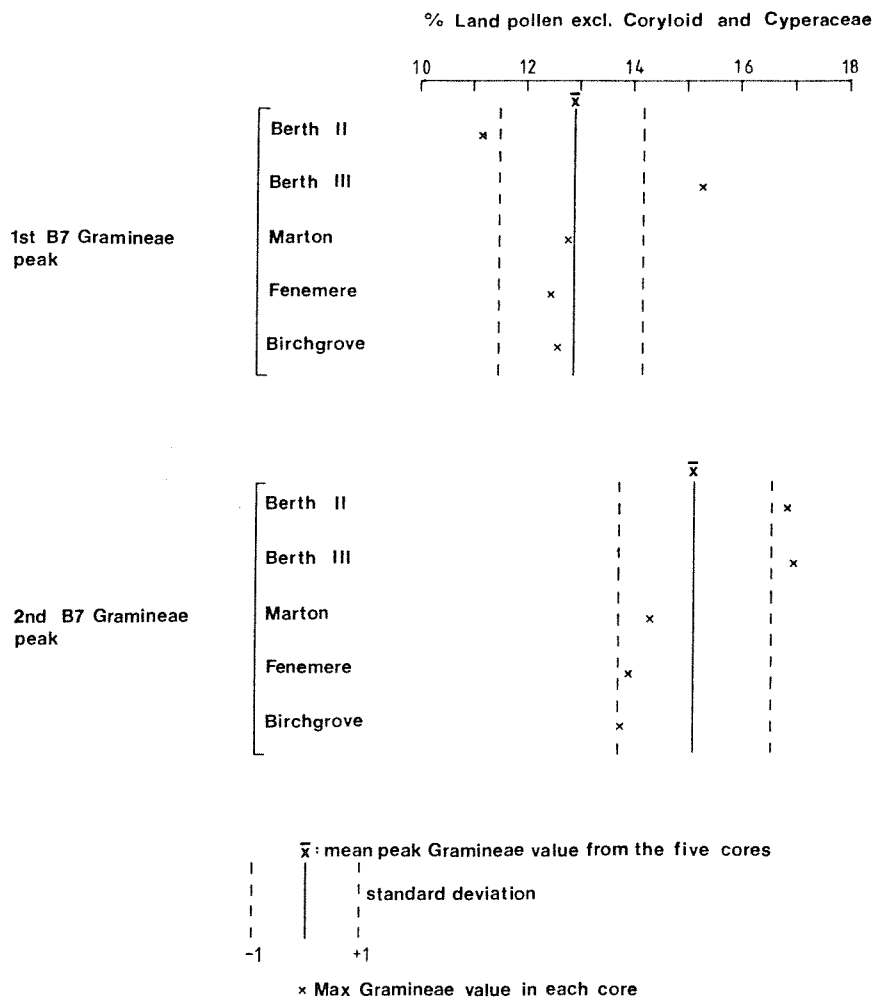 % Land pollen excl. Coryloid and Cyperaceae
10 12 14 16 18
x̄
Berth II
Berth III
1st B7 Gramineae
peak
Marton
Fenemere
Birchgrove
x̄
Berth II
Berth III
2nd B7 Gramineae
peak
Marton
Fenemere
Birchgrove
x̄ : mean peak Gramineae value from the five cores
standard deviation
-1 +1
× Max Gramineae value in each core